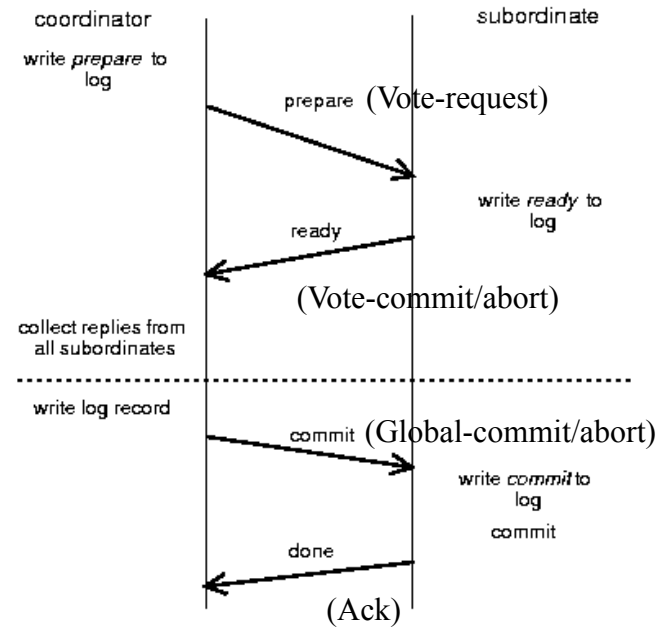 coordinator
subordinate
write prepare to
log
prepare (Vote-request)
write ready to
log
ready
(Vote-commit/abort)
collect replies from
all subordinates
write log record
commit (Global-commit/abort)
write commit to
log
commit
done
(Ack)